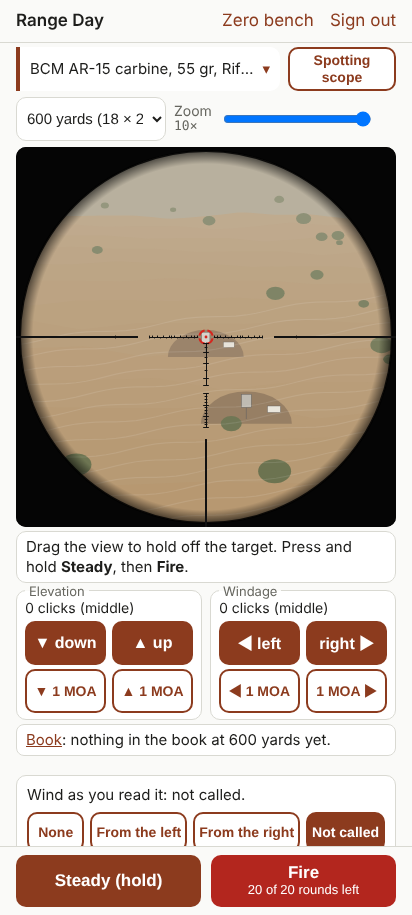 Range Day Zero bench Sign out
BCM AR-15 carbine, 55 gr, Rif... ▼
Spotting
scope
600 yards (18 × 2
Zoom
10×
Drag the view to hold off the target. Press and
hold Steady, then Fire.
Elevation
0 clicks (middle)
▼ down ▲ up
▼ 1 MOA ▲ 1 MOA
Windage
0 clicks (middle)
◀ left right ▶
◀ 1 MOA 1 MOA ▶
Book: nothing in the book at 600 yards yet.
Wind as you read it: not called.
None From the left From the right Not called
Steady (hold)
Fire
20 of 20 rounds left